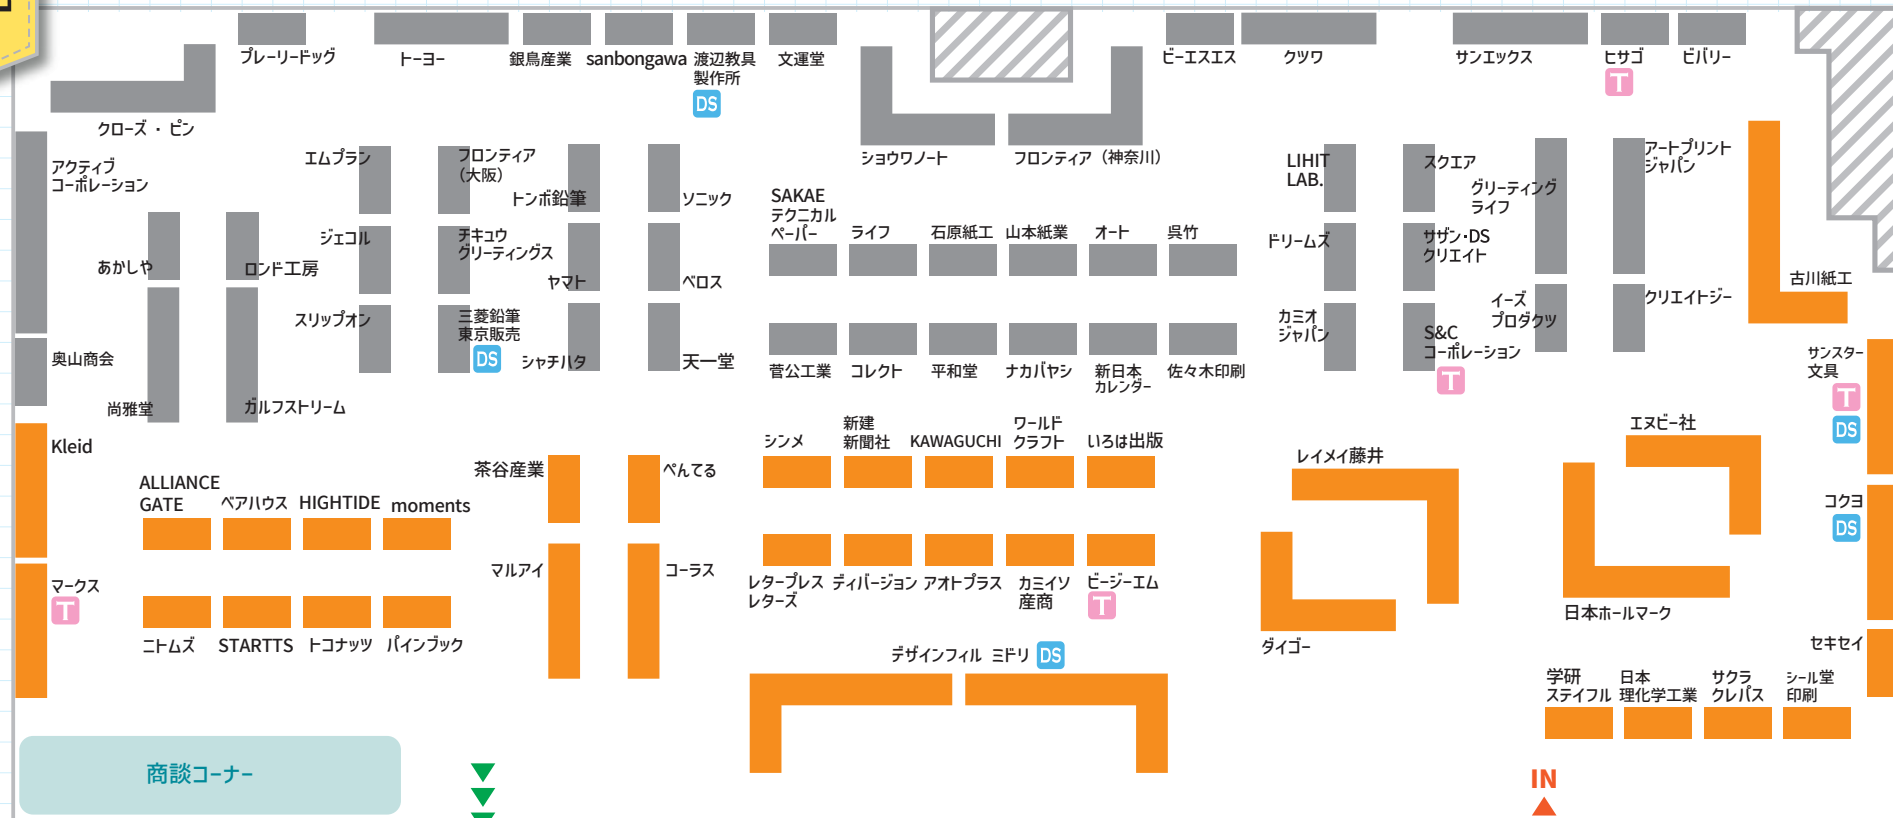 プレーリードッグ
トーヨー
銀鳥産業
sanbongawa
渡辺教具
製作所
DS
文運堂
ビーエスエス
クツワ
サンエックス
ヒサゴ
T
ビバリー
クローズ・ピン
ショウワノート
フロンティア（神奈川）
アクティブ
コーポレーション
エムプラン
フロンティア
（大阪）
トンボ鉛筆
ソニック
SAKAE
テクニカル
ペーパー
ライフ
石原紙工
山本紙業
オート
呉竹
LIHIT
LAB.
スクエア
グリーティング
ライフ
アートプリント
ジャパン
あかしや
ロンド工房
ジェコル
チキュウ
グリーティングス
ヤマト
ベロス
ドリームズ
サザン・DS
クリエイト
古川紙工
スリップオン
三菱鉛筆
東京販売
DS
シャチハタ
天一堂
カミオ
ジャパン
S&C
コーポレーション
T
イーズ
プロダクツ
クリエイトジー
奥山商会
尚雅堂
ガルフストリーム
菅公工業
コレクト
平和堂
ナカバヤシ
新日本
カレンダー
佐々木印刷
サンスター
文具
T
DS
Kleid
ALLIANCE
GATE
ベアハウス
HIGHTIDE
moments
茶谷産業
ぺんてる
シンメ
新建
新聞社
KAWAGUCHI
ワールド
クラフト
いろは出版
レイメイ藤井
エヌビー社
コクヨ
DS
マークス
T
マルアイ
コーラス
レタープレス
レターズ
ディバージョン
アオトプラス
カミイソ
産商
ビージーエム
T
ダイゴー
日本ホールマーク
ニトムズ
STARTTS
トコナッツ
パインブック
デザインフィル ミドリ DS
セキセイ
学研
ステイフル
日本
理化学工業
サクラ
クレパス
シール堂
印刷
商談コーナー
IN